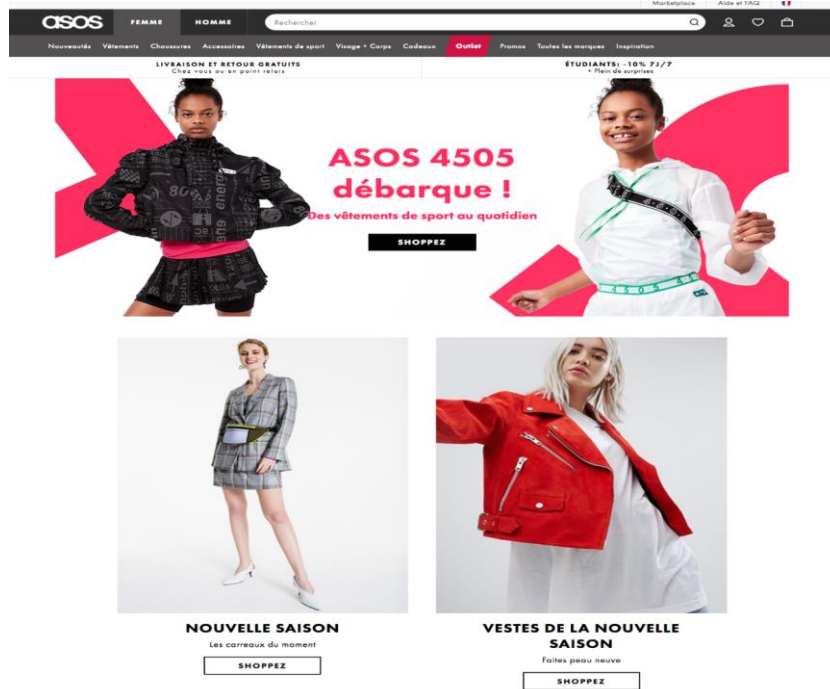 Marketplace Aide et FAQ
asos FEMME HOMME Rechercher
Nouveautés Vêtements Chaussures Accessoires Vêtements de sport Visage + Corps Cadeaux Outlet Promos Toutes les marques Inspiration
LIVRAISON ET RETOUR GRATUITS
Chez vous ou en point relais
ÉTUDIANTS: -10% 7J/7
+ Plein de surprises
ASOS 4505
débarque !
Des vêtements de sport au quotidien
SHOPPEZ
4505
NOUVELLE SAISON
Les carreaux du moment
SHOPPEZ
VESTES DE LA NOUVELLE
SAISON
Faites peau neuve
SHOPPEZ